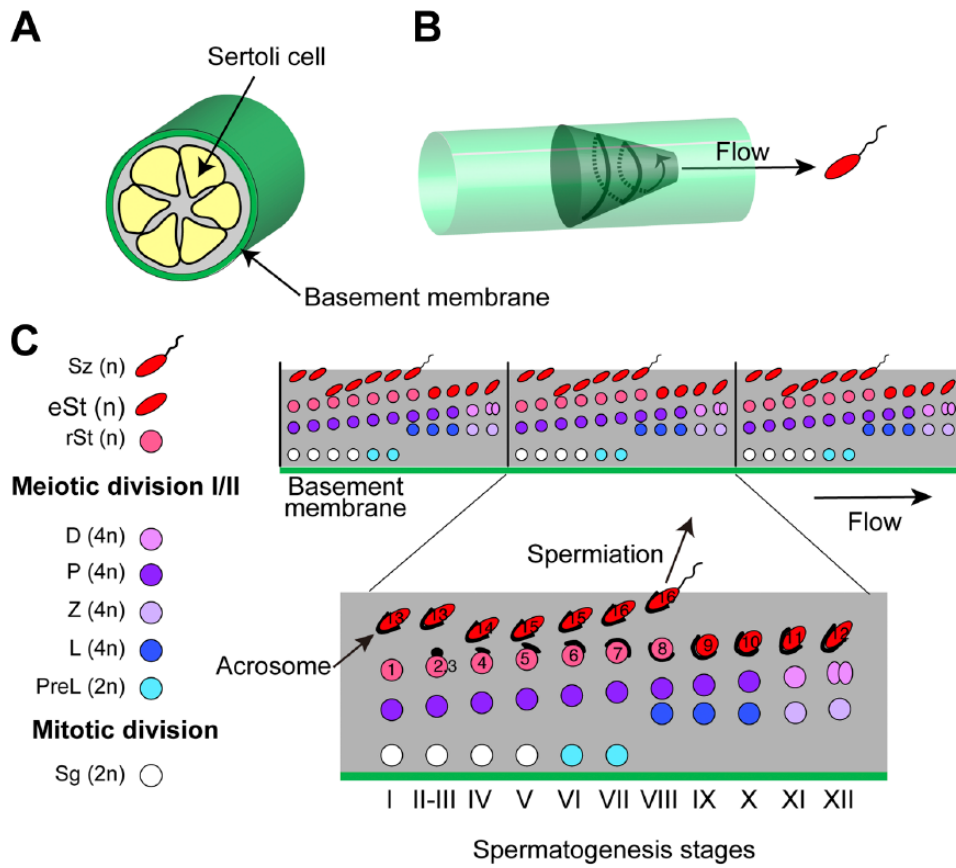 A
Sertoli cell
Basement membrane
B
Flow
C
Sz (n)
eSt (n)
rSt (n)
Meiotic division I/II
D (4n)
P (4n)
Z (4n)
L (4n)
PreL (2n)
Mitotic division
Sg (2n)
Basement
membrane
Flow
Spermiation
Acrosome
13 13 14 15 15 16 16
1 2 3 4 5 6 7 8 9 10 11 12
I II-III IV V VI VII VIII IX X XI XII
Spermatogenesis stages